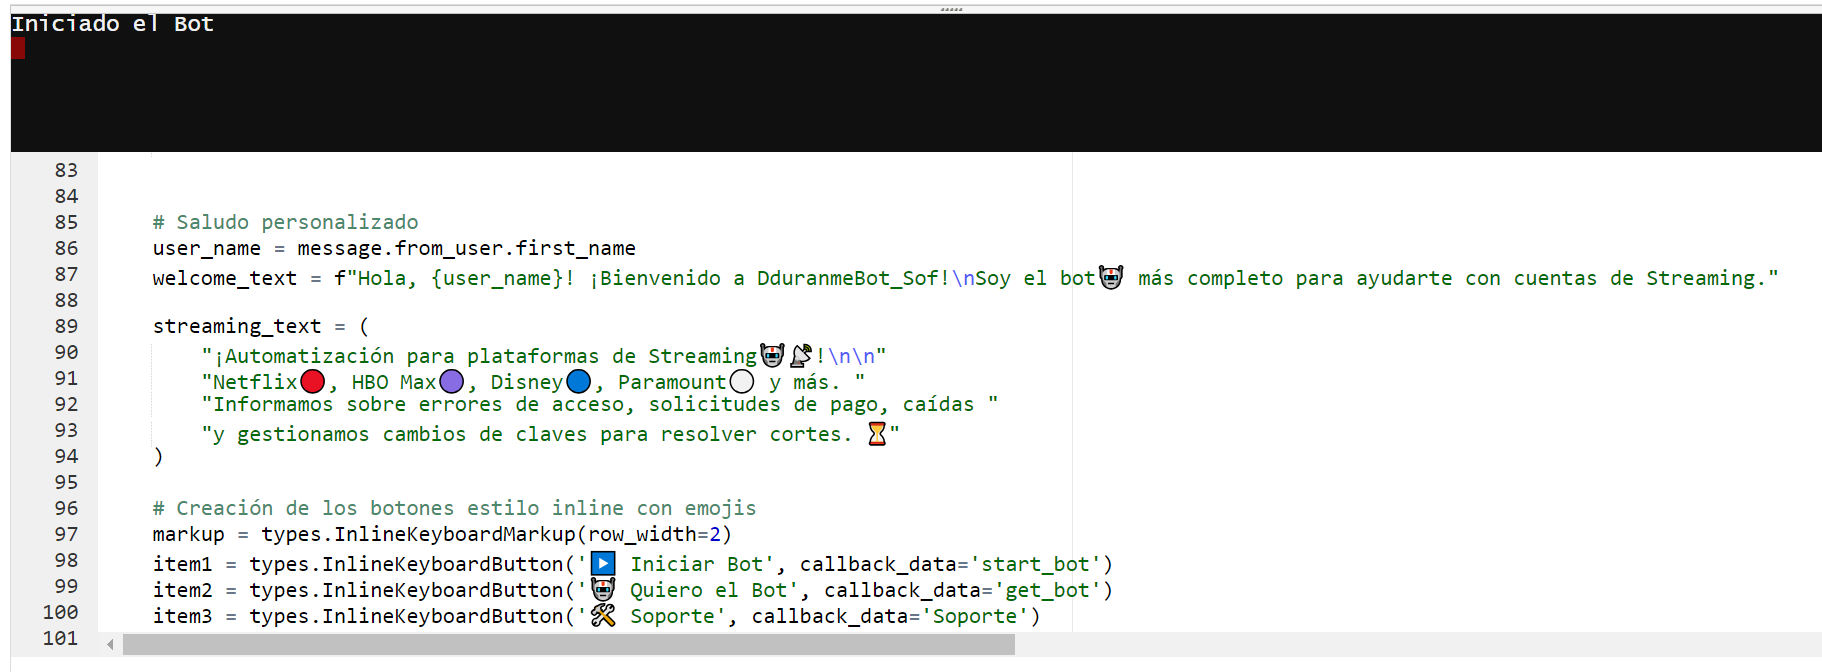 Iniciado el Bot
83
84
85 # Saludo personalizado
86 user_name = message.from_user.first_name
87 welcome_text = f"Hola, {user_name}! ¡Bienvenido a DduranmeBot_Sof!\nSoy el bot🤖 más completo para ayudarte con cuentas de Streaming."
88
89 streaming_text = (
90 "¡Automatización para plataformas de Streaming🤖📡!\n\n"
91 "Netflix🔴, HBO Max🟣, Disney🔵, Paramount⚪ y más. "
92 "Informamos sobre errores de acceso, solicitudes de pago, caídas "
93 "y gestionamos cambios de claves para resolver cortes. ⏳"
94 )
95
96 # Creación de los botones estilo inline con emojis
97 markup = types.InlineKeyboardMarkup(row_width=2)
98 item1 = types.InlineKeyboardButton('▶️ Iniciar Bot', callback_data='start_bot')
99 item2 = types.InlineKeyboardButton('🤖 Quiero el Bot', callback_data='get_bot')
100 item3 = types.InlineKeyboardButton('🛠️ Soporte', callback_data='Soporte')
101